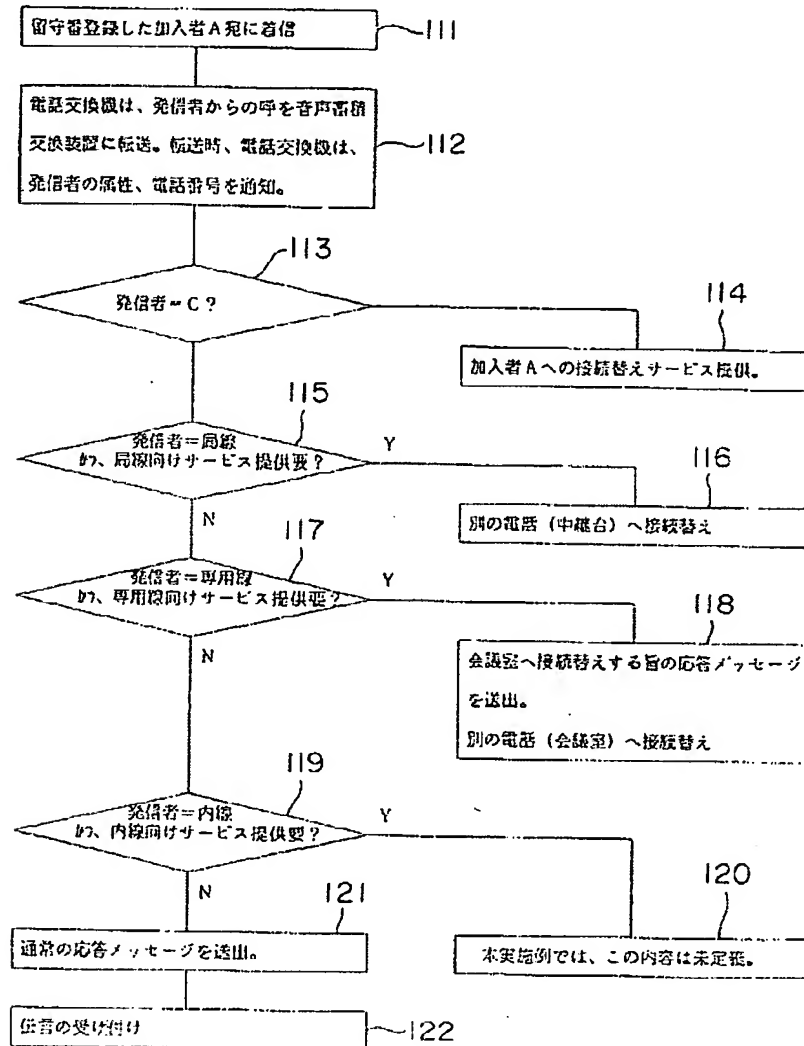 留守番登録した加入者A宛に着信
111
電話交換機は、発信者からの呼を音声蓄積
交換装置に転送。転送時、電話交換機は、
発信者の属性、電話番号を通知。
112
113
発信者=C?
114
加入者Aへの接続替えサービス提供。
115
発信者=局線
かつ、局線向けサービス提供要?
Y
116
別の電話(中継台)へ接続替え
N
117
発信者=専用線
かつ、専用線向けサービス提供要?
Y
118
会議室へ接続替えする旨の応答メッセージ
を送出。
別の電話(会議室)へ接続替え
N
119
発信者=内線
かつ、内線向けサービス提供要?
Y
120
本実施例では、この内容は未定義。
N
121
通常の応答メッセージを送出。
伝言の受け付け
122